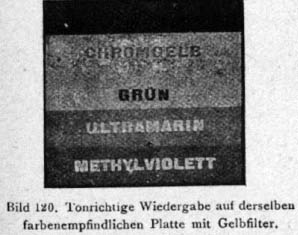 CHROMGELB
GRÜN
ULTRAMARIN
METHYLVIOLETT
Bild 120. Tonrichtige Wiedergabe auf derselben
farbenempfindlichen Platte mit Gelbfilter.